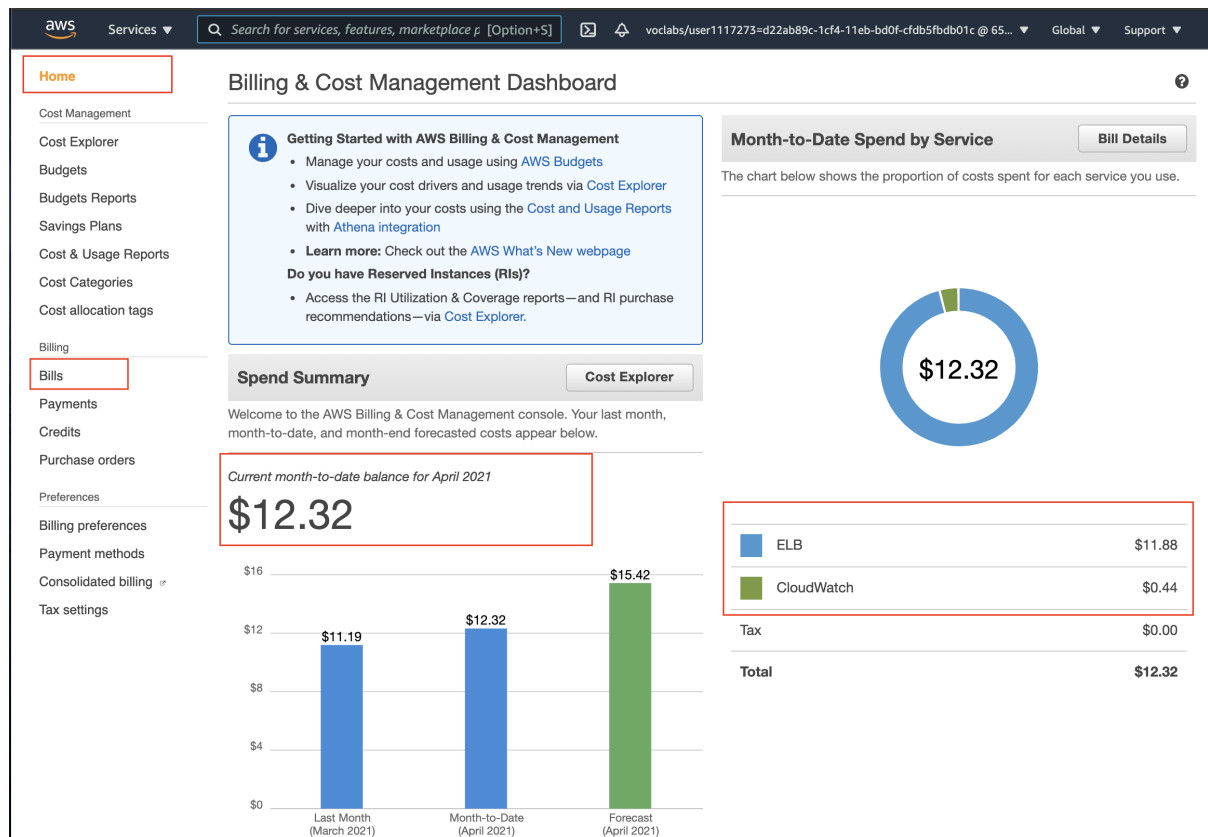 aws
Services ▼
Search for services, features, marketplace p [Option+S]
voclabs/user1117273=d22ab89c-1cf4-11eb-bd0f-cfdb5fbdb01c @ 65... ▼
Global ▼
Support ▼
Home
Cost Management
Cost Explorer
Budgets
Budgets Reports
Savings Plans
Cost & Usage Reports
Cost Categories
Cost allocation tags
Billing
Bills
Payments
Credits
Purchase orders
Preferences
Billing preferences
Payment methods
Consolidated billing
Tax settings
Billing & Cost Management Dashboard
?
i
Getting Started with AWS Billing & Cost Management
• Manage your costs and usage using AWS Budgets
• Visualize your cost drivers and usage trends via Cost Explorer
• Dive deeper into your costs using the Cost and Usage Reports
with Athena integration
• Learn more: Check out the AWS What's New webpage
Do you have Reserved Instances (RIs)?
• Access the RI Utilization & Coverage reports—and RI purchase
recommendations—via Cost Explorer.
Spend Summary
Cost Explorer
Welcome to the AWS Billing & Cost Management console. Your last month,
month-to-date, and month-end forecasted costs appear below.
Current month-to-date balance for April 2021
$12.32
$16
$12
$8
$4
$0
$11.19
$12.32
$15.42
Last Month
(March 2021)
Month-to-Date
(April 2021)
Forecast
(April 2021)
Month-to-Date Spend by Service
Bill Details
The chart below shows the proportion of costs spent for each service you use.
$12.32
ELB $11.88
CloudWatch $0.44
Tax $0.00
Total $12.32